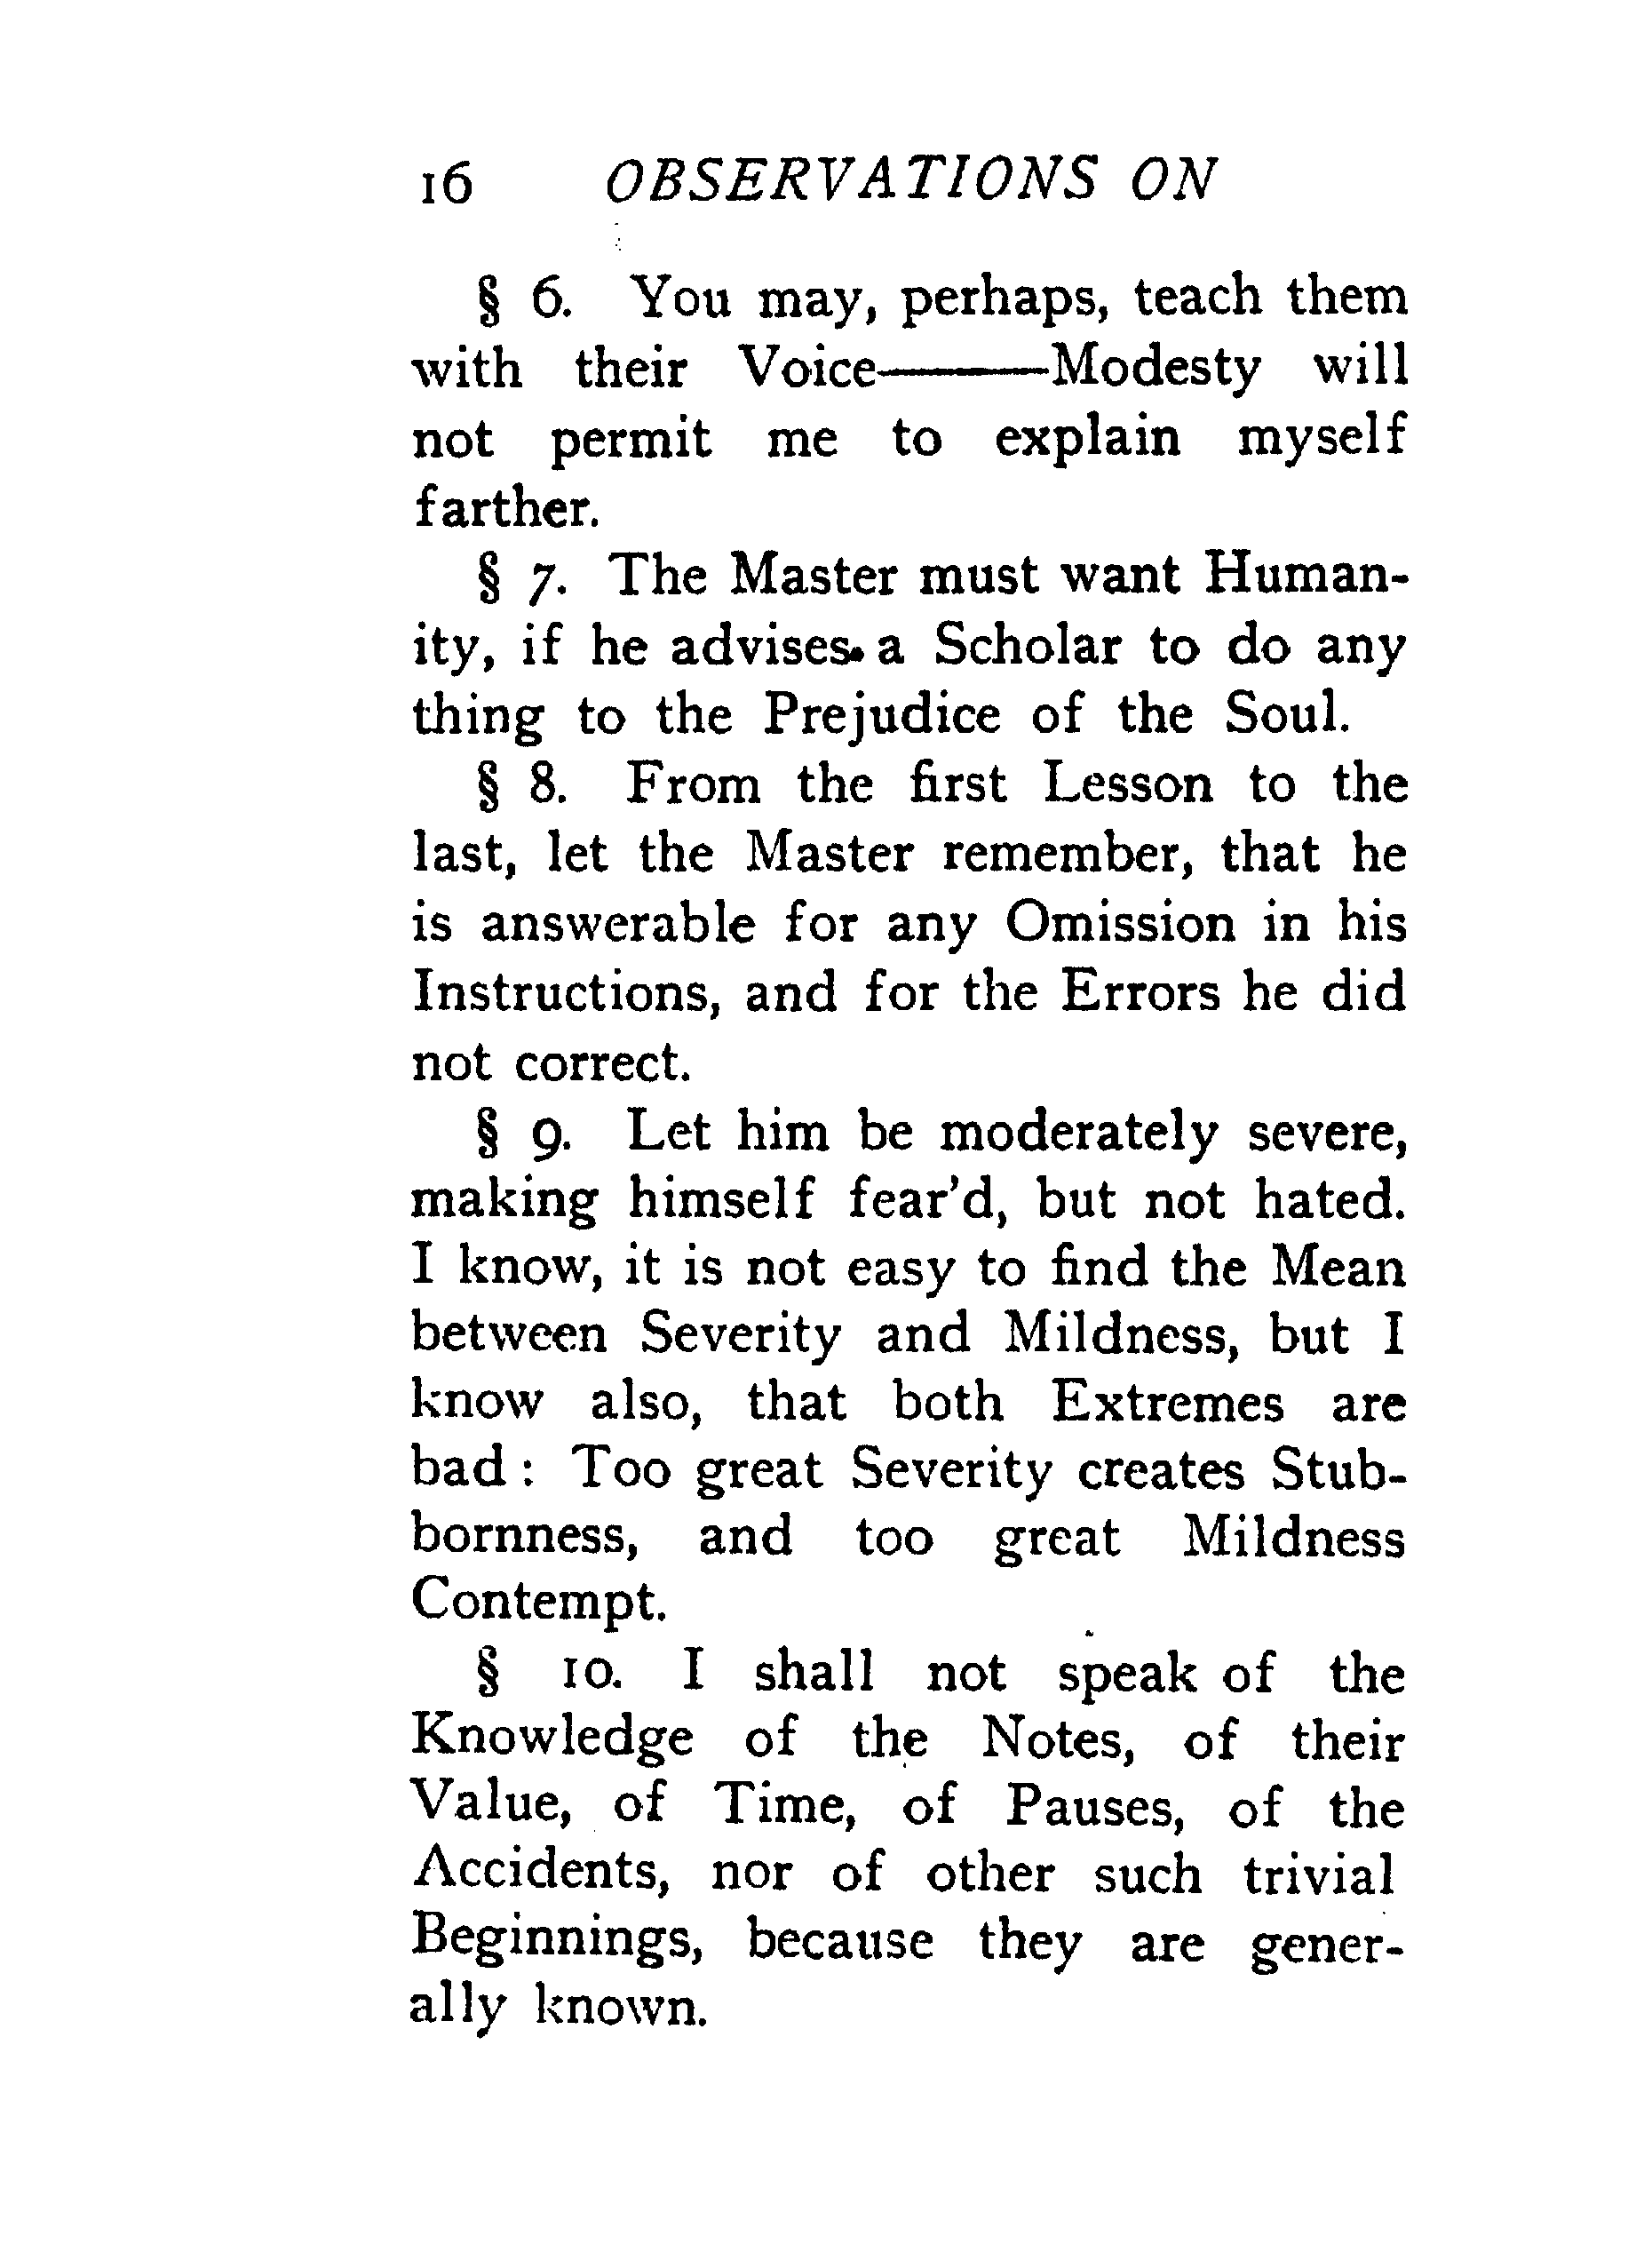 16 OBSERVATIONS ON
§ 6. You may, perhaps, teach them
with their Voice———Modesty will
not permit me to explain myself
farther.
§ 7. The Master must want Human-
ity, if he advises a Scholar to do any
thing to the Prejudice of the Soul.
§ 8. From the first Lesson to the
last, let the Master remember, that he
is answerable for any Omission in his
Instructions, and for the Errors he did
not correct.
§ 9. Let him be moderately severe,
making himself fear'd, but not hated.
I know, it is not easy to find the Mean
between Severity and Mildness, but I
know also, that both Extremes are
bad : Too great Severity creates Stub-
bornness, and too great Mildness
Contempt.
§ 10. I shall not speak of the
Knowledge of the Notes, of their
Value, of Time, of Pauses, of the
Accidents, nor of other such trivial
Beginnings, because they are gener-
ally known.